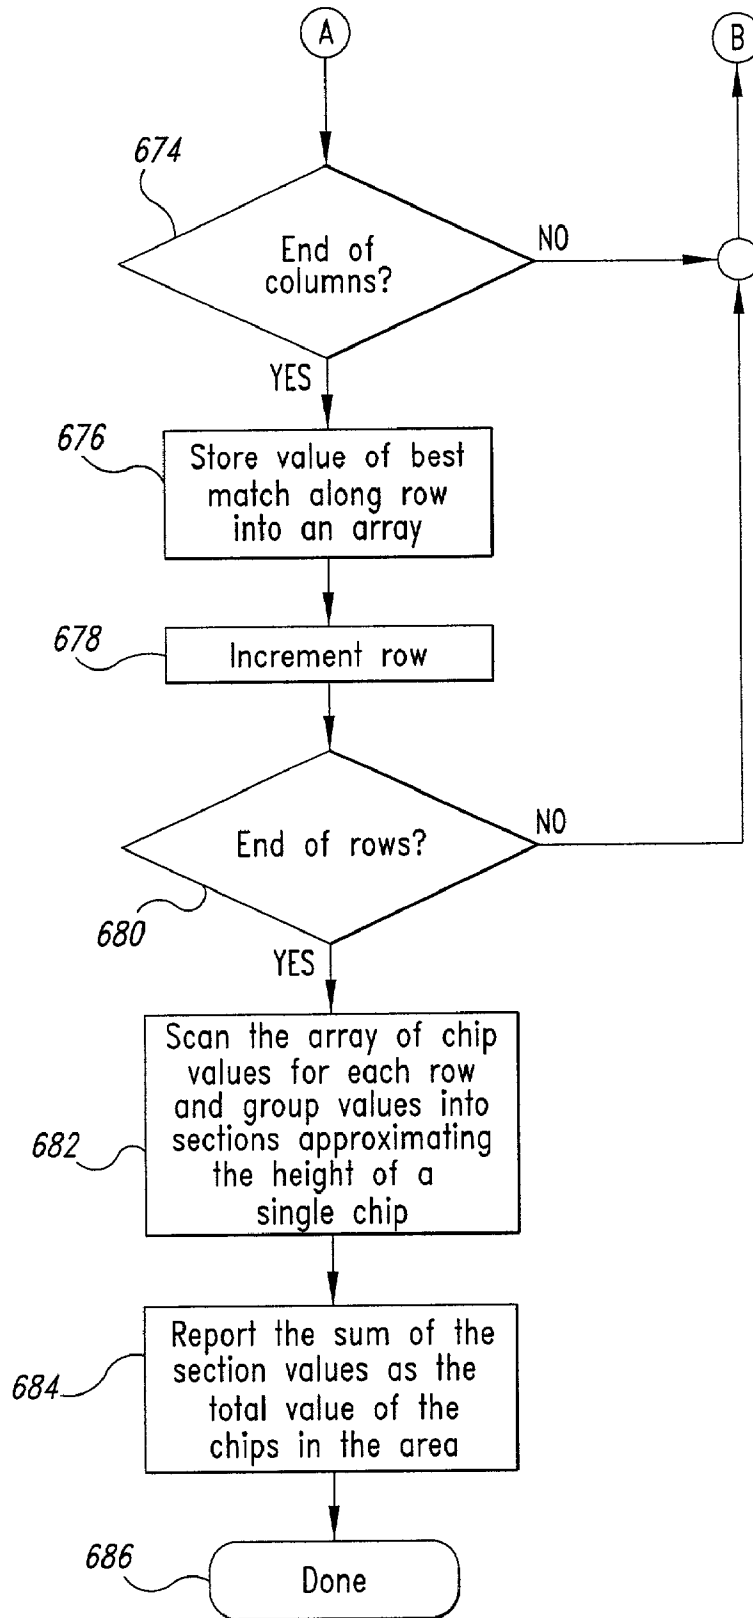 A
B
674
End of
columns?
NO
YES
676
Store value of best
match along row
into an array
678
Increment row
End of rows?
NO
680
YES
Scan the array of chip
values for each row
and group values into
sections approximating
the height of a
single chip
682
Report the sum of the
section values as the
total value of the
chips in the area
684
686
Done